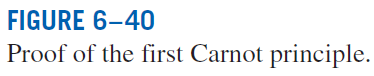 FIGURE 6–40
Proof of the first Carnot principle.